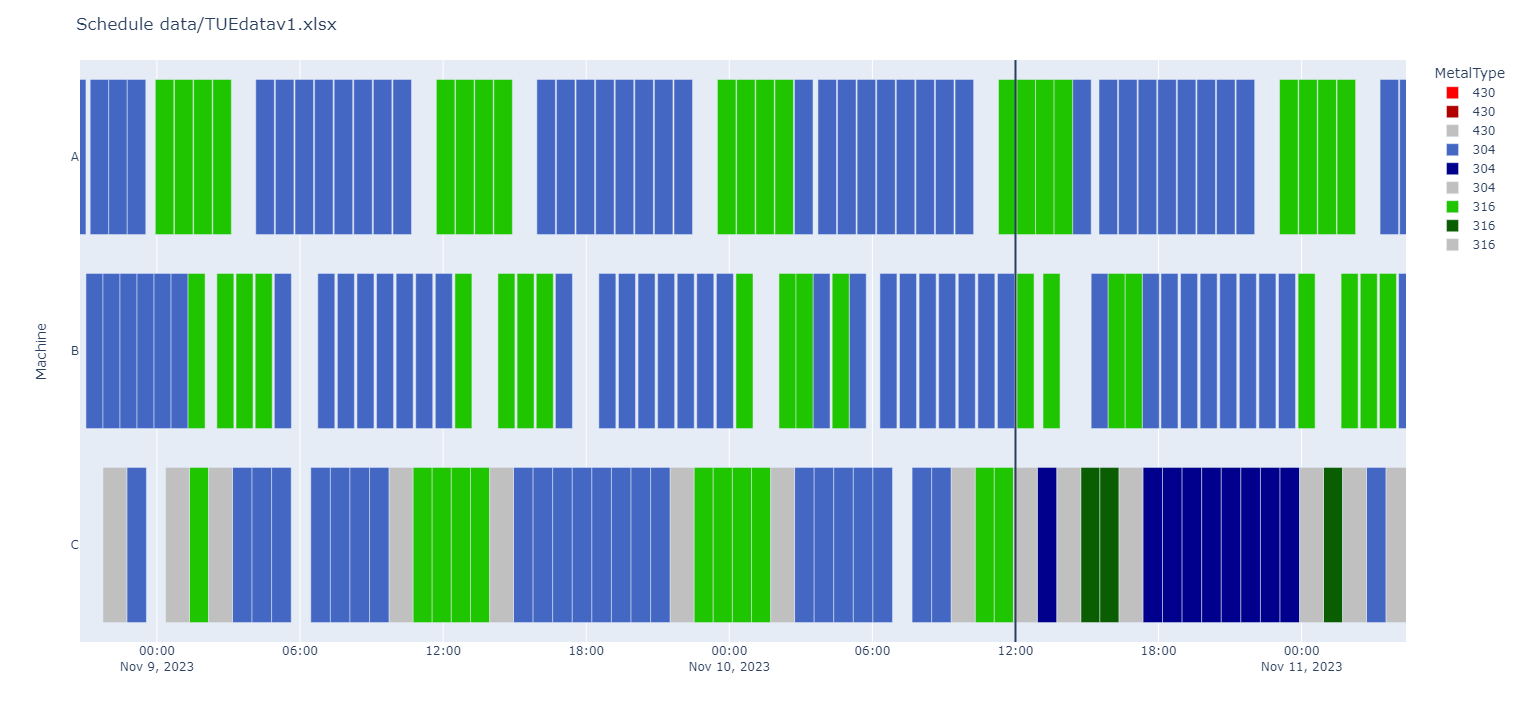 Schedule data/TUEdatav1.xlsx
MetalType
430
430
430
304
304
304
316
316
316
Machine
A
B
C
00:00 06:00 12:00 18:00 00:00 06:00 12:00 18:00 00:00
Nov 9, 2023 Nov 10, 2023 Nov 11, 2023